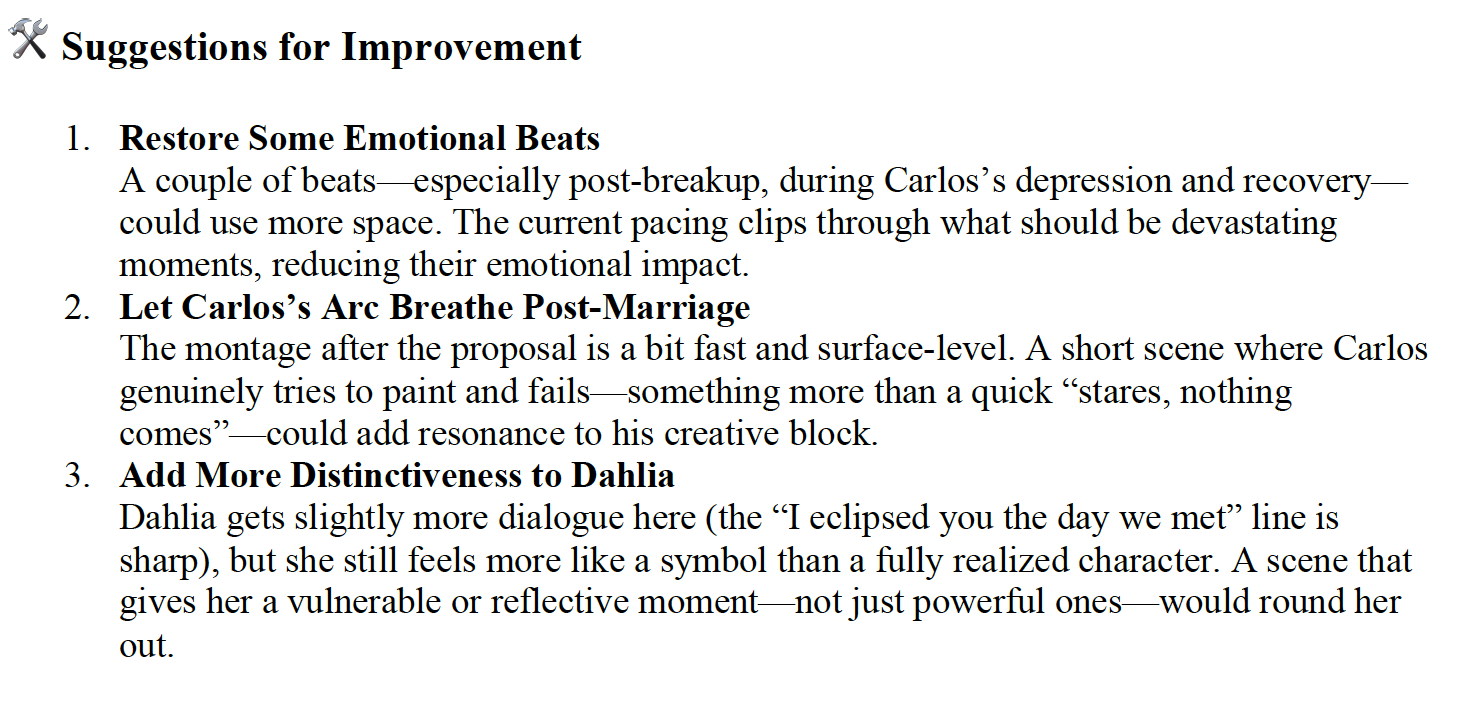 🛠 Suggestions for Improvement
1. Restore Some Emotional Beats
A couple of beats—especially post-breakup, during Carlos’s depression and recovery—
could use more space. The current pacing clips through what should be devastating
moments, reducing their emotional impact.
2. Let Carlos’s Arc Breathe Post-Marriage
The montage after the proposal is a bit fast and surface-level. A short scene where Carlos
genuinely tries to paint and fails—something more than a quick “stares, nothing
comes”—could add resonance to his creative block.
3. Add More Distinctiveness to Dahlia
Dahlia gets slightly more dialogue here (the “I eclipsed you the day we met” line is
sharp), but she still feels more like a symbol than a fully realized character. A scene that
gives her a vulnerable or reflective moment—not just powerful ones—would round her
out.